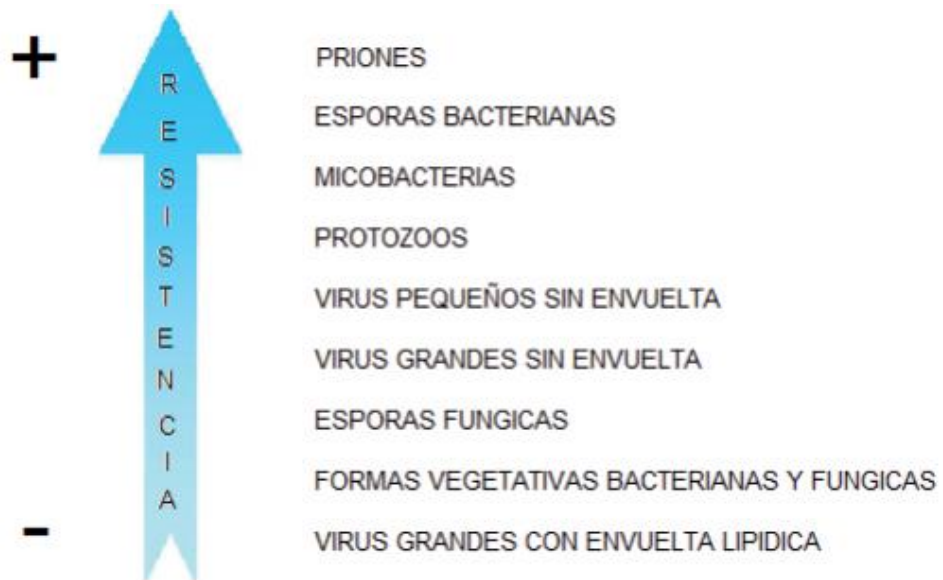 +
PRIONES
ESPORAS BACTERIANAS
MICOBACTERIAS
PROTOZOOS
VIRUS PEQUEÑOS SIN ENVUELTA
VIRUS GRANDES SIN ENVUELTA
ESPORAS FUNGICAS
FORMAS VEGETATIVAS BACTERIANAS Y FUNGICAS
VIRUS GRANDES CON ENVUELTA LIPIDICA
-
RESISTENCIA